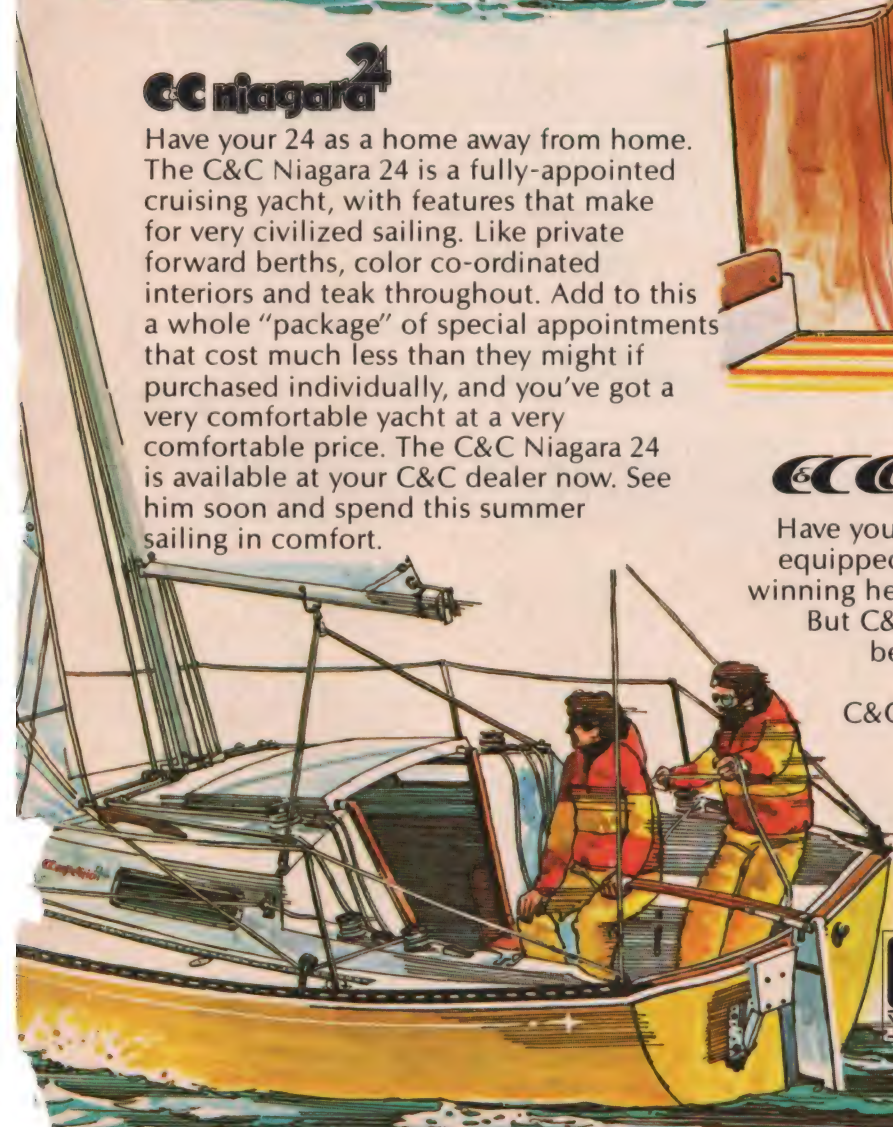 C&C niagara 24
Have your 24 as a home away from home.
The C&C Niagara 24 is a fully-appointed
cruising yacht, with features that make
for very civilized sailing. Like private
forward berths, color co-ordinated
interiors and teak throughout. Add to this
a whole "package" of special appointments
that cost much less than they might if
purchased individually, and you've got a
very comfortable yacht at a very
comfortable price. The C&C Niagara 24
is available at your C&C dealer now. See
him soon and spend this summer
sailing in comfort.
C&C
Have you
equipped
winning he
But C&
be
C&C